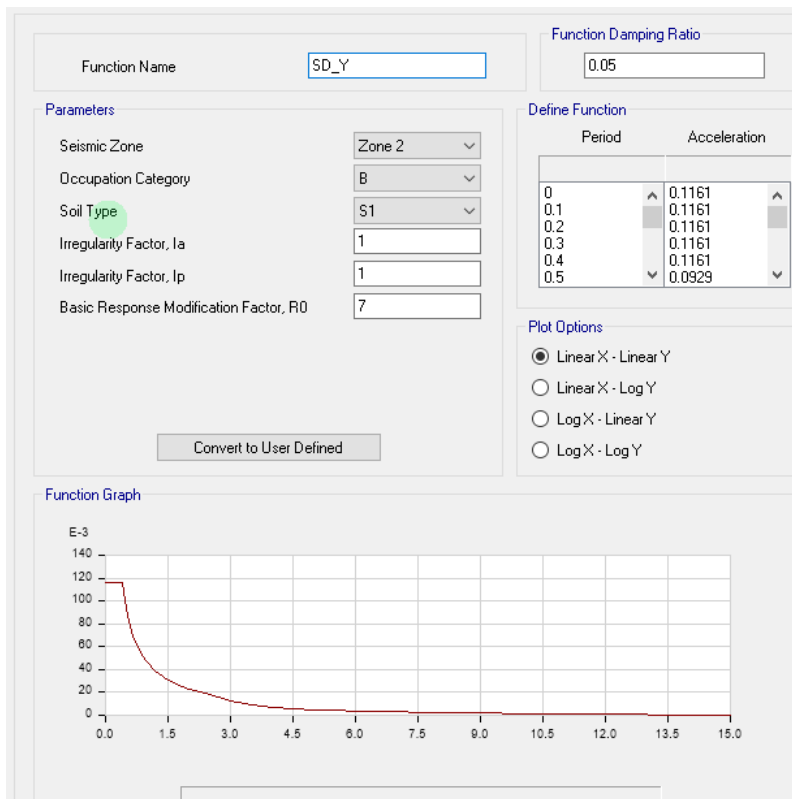 Function Damping Ratio
Function Name
SD_Y
0.05
Parameters
Seismic Zone
Zone 2
Occupation Category
B
Soil Type
S1
Irregularity Factor, Ia
1
Irregularity Factor, Ip
1
Basic Response Modification Factor, R0
7
Convert to User Defined
Define Function
Period Acceleration
0 0.1161
0.1 0.1161
0.2 0.1161
0.3 0.1161
0.4 0.1161
0.5 0.0929
Plot Options
Linear X - Linear Y
Linear X - Log Y
Log X - Linear Y
Log X - Log Y
Function Graph
E-3
140
120
100
80
60
40
20
0
0.0 1.5 3.0 4.5 6.0 7.5 9.0 10.5 12.0 13.5 15.0